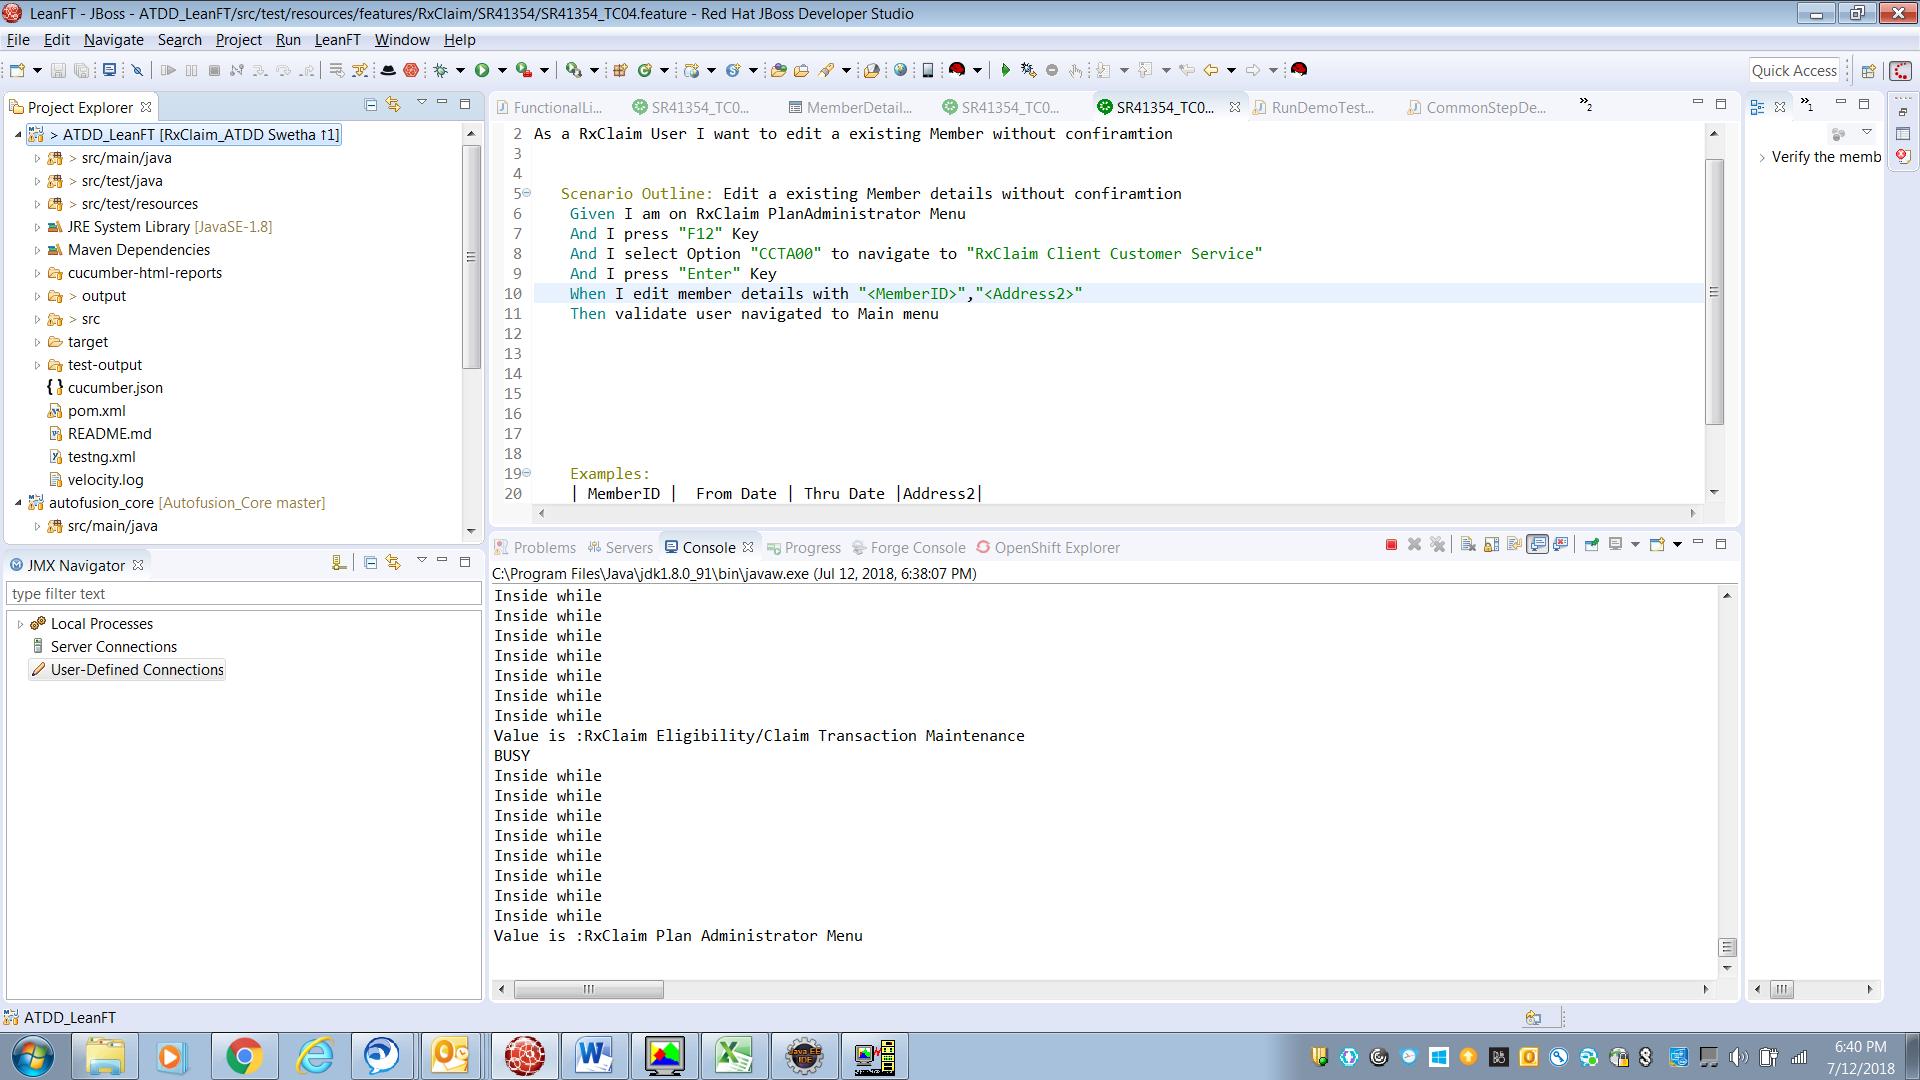 LeanFT - JBoss - ATDD_LeanFT/src/test/resources/features/RxClaim/SR41354/SR41354_TC04.feature - Red Hat JBoss Developer Studio
File Edit Navigate Search Project Run LeanFT Window Help
Quick Access
Project Explorer
> ATDD_LeanFT [RxClaim_ATDD Swetha ↑1]
> src/main/java
> src/test/java
> src/test/resources
JRE System Library [JavaSE-1.8]
Maven Dependencies
cucumber-html-reports
> output
> src
target
test-output
cucumber.json
pom.xml
README.md
testng.xml
velocity.log
autofusion_core [Autofusion_Core master]
src/main/java
JMX Navigator
type filter text
Local Processes
Server Connections
User-Defined Connections
FunctionalLi... SR41354_TC0... MemberDetail... SR41354_TC0... SR41354_TC0... RunDemoTest... CommonStepDe... »2
2 As a RxClaim User I want to edit a existing Member without confiramtion
3
4
5 Scenario Outline: Edit a existing Member details without confiramtion
6 Given I am on RxClaim PlanAdministrator Menu
7 And I press "F12" Key
8 And I select Option "CCTA00" to navigate to "RxClaim Client Customer Service"
9 And I press "Enter" Key
10 When I edit member details with "<MemberID>","<Address2>"
11 Then validate user navigated to Main menu
12
13
14
15
16
17
18
19 Examples:
20 | MemberID | From Date | Thru Date |Address2|
»1
Verify the memb
Problems Servers Console Progress Forge Console OpenShift Explorer
C:\Program Files\Java\jdk1.8.0_91\bin\javaw.exe (Jul 12, 2018, 6:38:07 PM)
Inside while
Inside while
Inside while
Inside while
Inside while
Inside while
Inside while
Value is :RxClaim Eligibility/Claim Transaction Maintenance
BUSY
Inside while
Inside while
Inside while
Inside while
Inside while
Inside while
Inside while
Inside while
Value is :RxClaim Plan Administrator Menu
ATDD_LeanFT
6:40 PM
7/12/2018